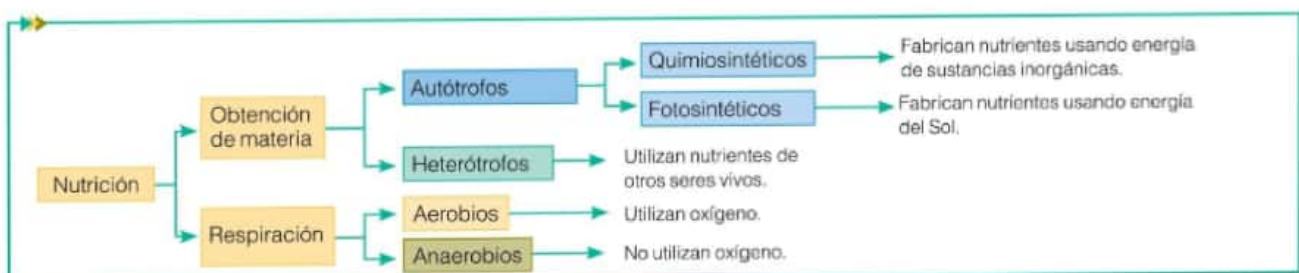 Quimiosintéticos
Fabrican nutrientes usando energía
de sustancias inorgánicas.
Autótrofos
Fotosintéticos
Fabrican nutrientes usando energía
del Sol.
Obtención
de materia
Heterótrofos
Utilizan nutrientes de
otros seres vivos.
Nutrición
Respiración
Aerobios
Utilizan oxígeno.
Anaerobios
No utilizan oxígeno.